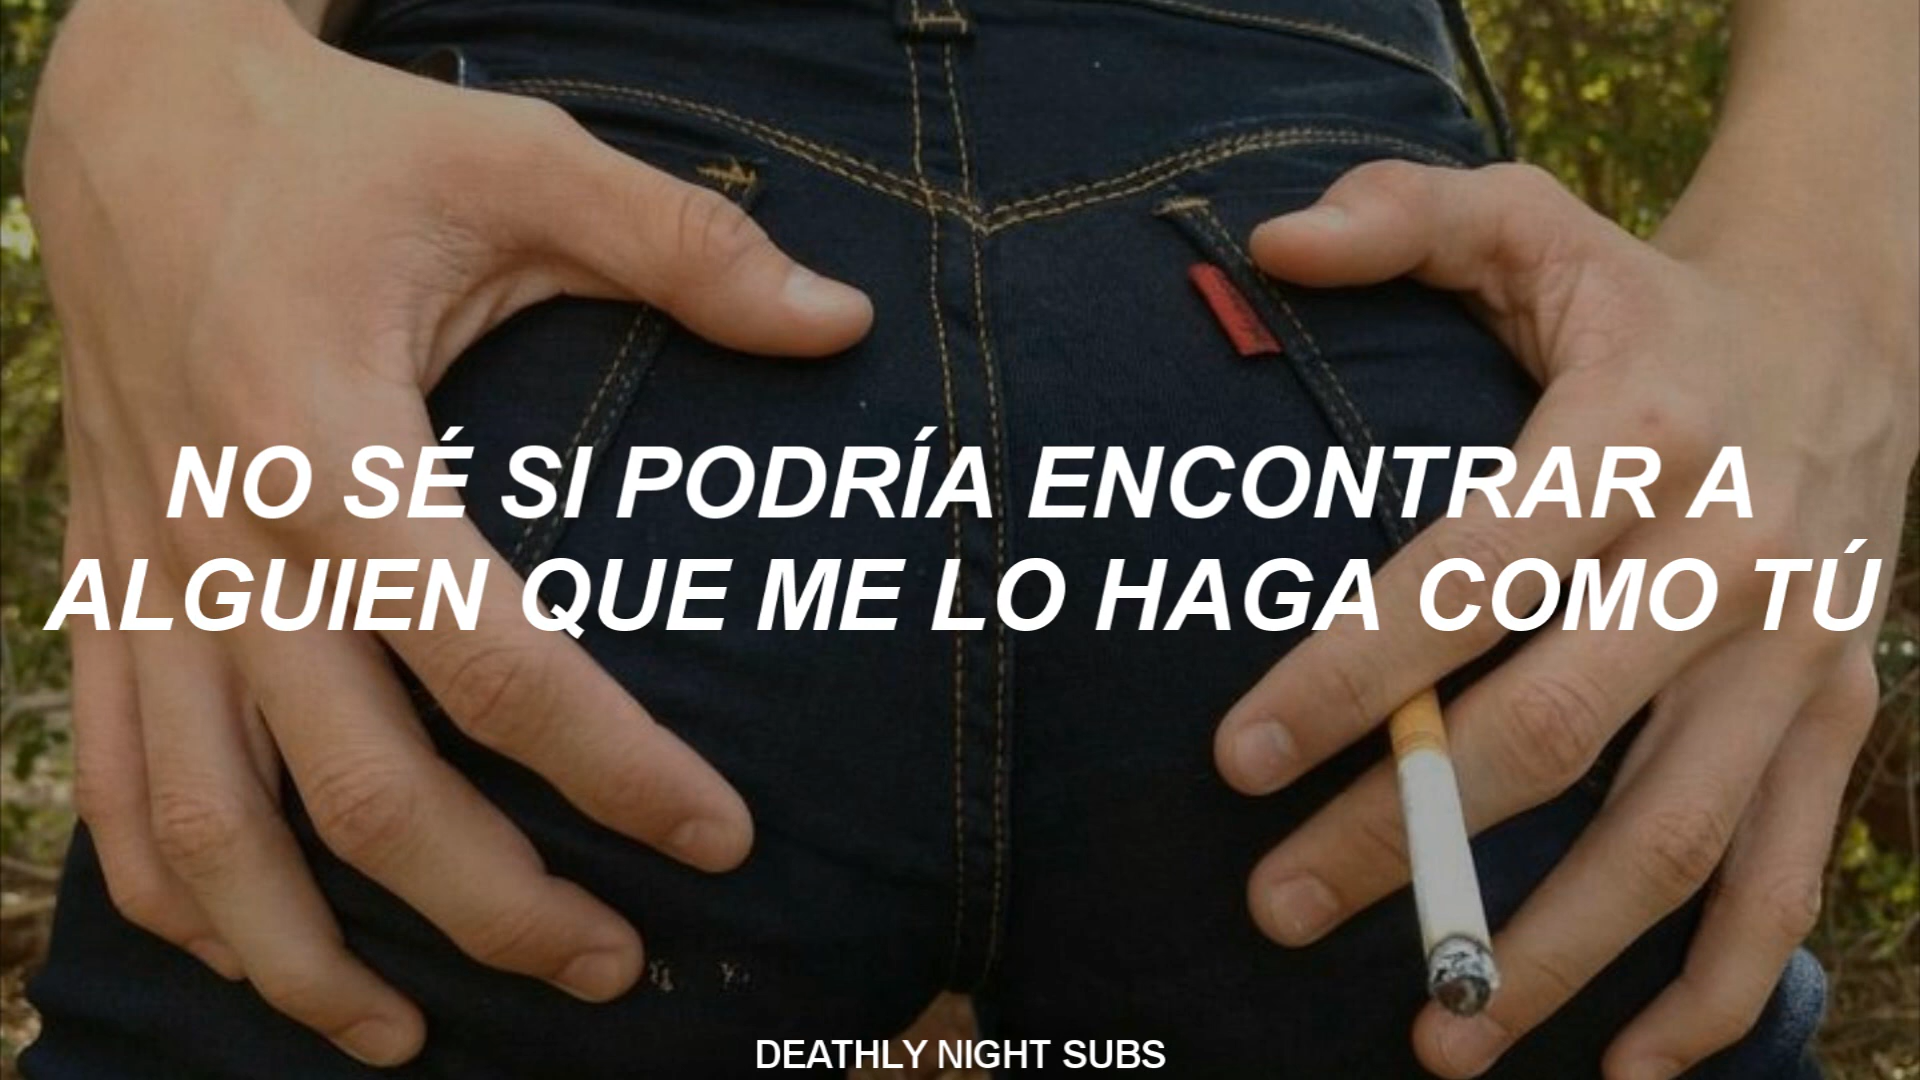 NO SÉ SI PODRÍA ENCONTRAR A
ALGUIEN QUE ME LO HAGA COMO TÚ
DEATHLY NIGHT SUBS